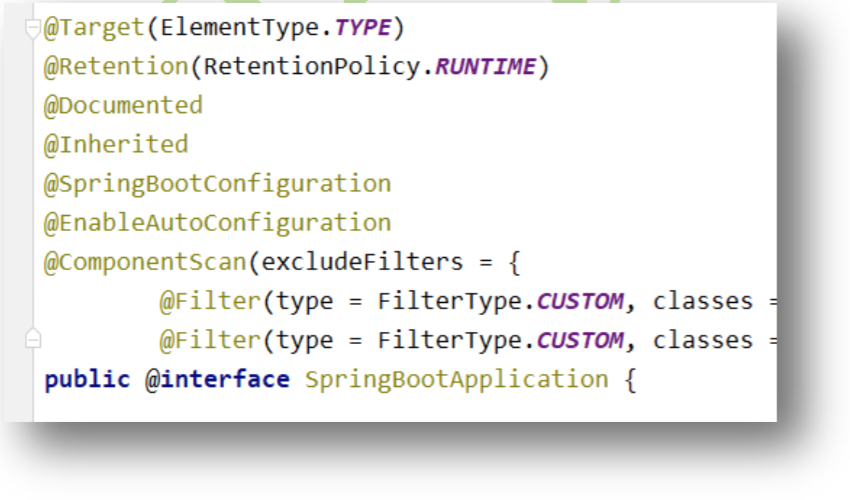 @Target(ElementType.TYPE)
@Retention(RetentionPolicy.RUNTIME)
@Documented
@Inherited
@SpringBootConfiguration
@EnableAutoConfiguration
@ComponentScan(excludeFilters = {
        @Filter(type = FilterType.CUSTOM, classes =
        @Filter(type = FilterType.CUSTOM, classes =
public @interface SpringBootApplication {